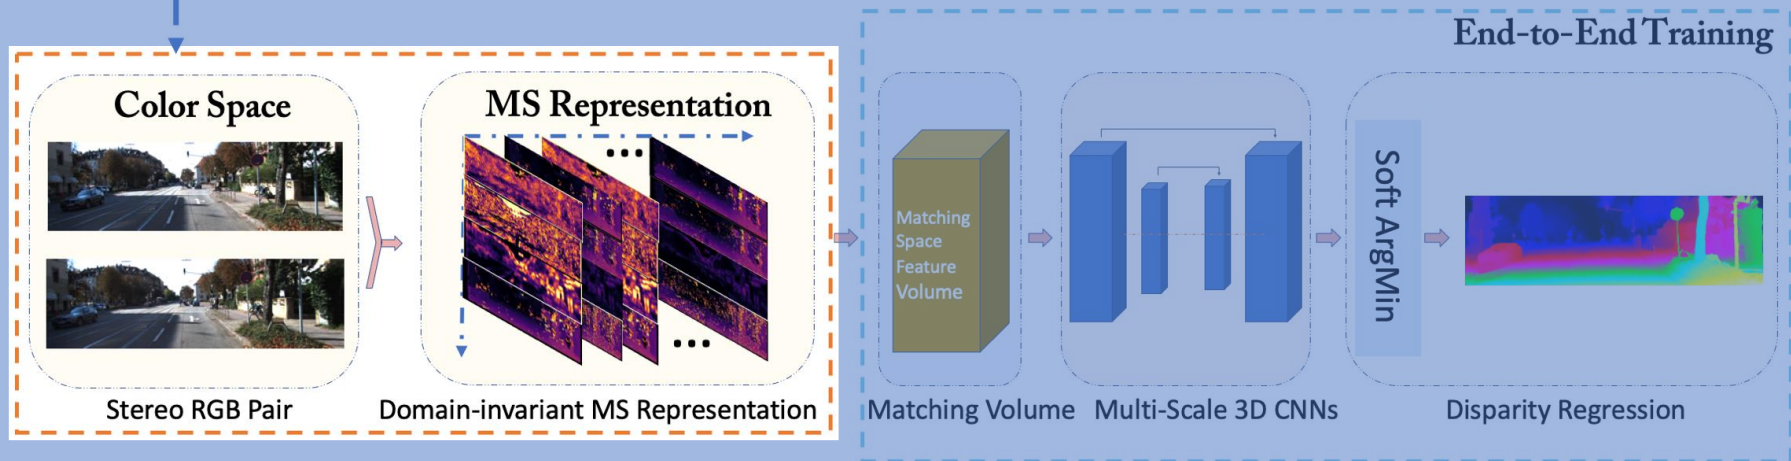 End-to-End Training
Color Space
MS Representation
Matching
Space
Feature
Volume
Soft ArgMin
Stereo RGB Pair
Domain-invariant MS Representation
Matching Volume
Multi-Scale 3D CNNs
Disparity Regression